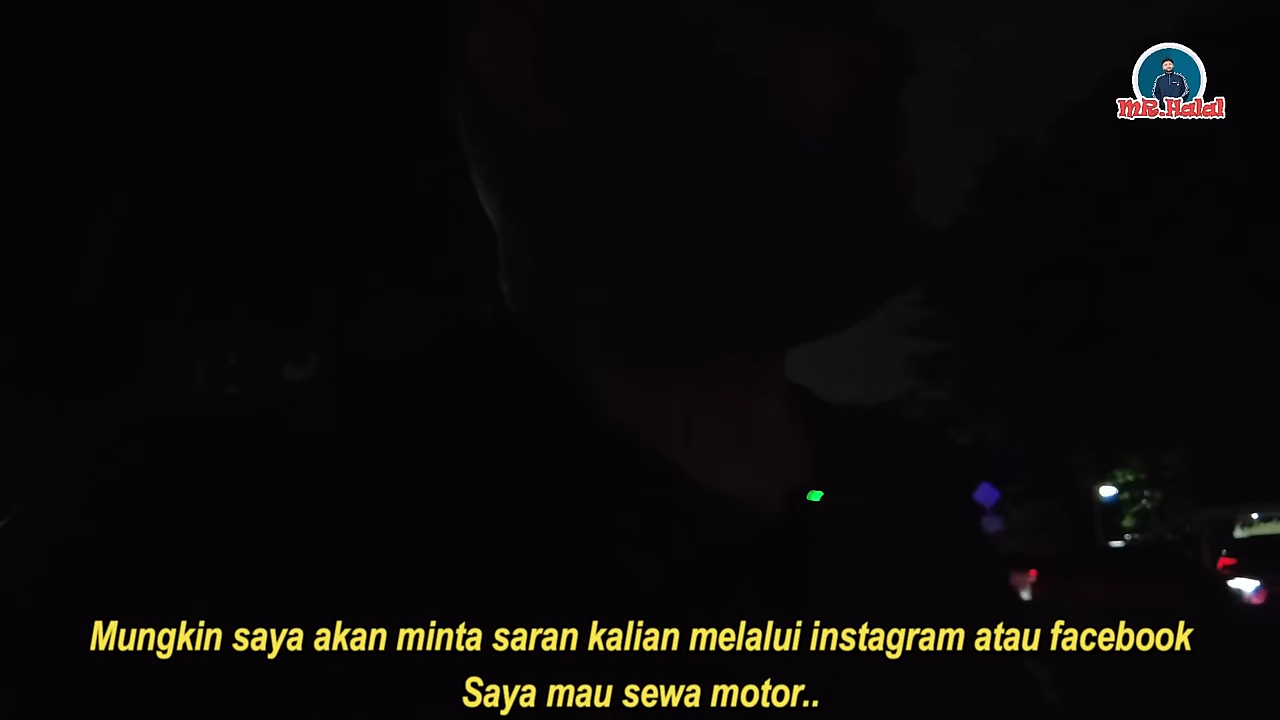 MR.Halal
Mungkin saya akan minta saran kalian melalui instagram atau facebook
Saya mau sewa motor..